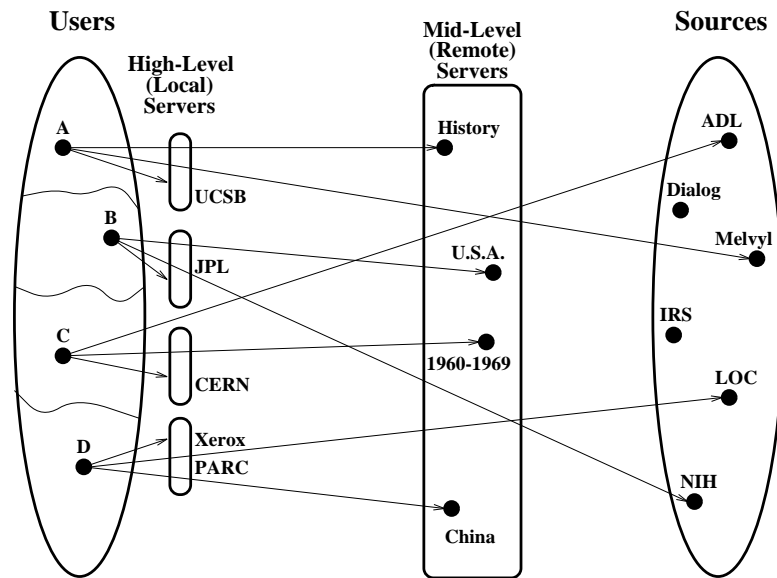 Users
High-Level
(Local)
Servers
Mid-Level
(Remote)
Servers
Sources
A
B
C
D
UCSB
JPL
CERN
Xerox
PARC
History
U.S.A.
1960-1969
China
ADL
Dialog
Melvyl
IRS
LOC
NIH